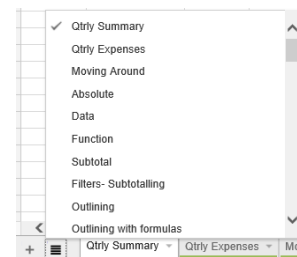 Qtrly Summary
Qtrly Expenses
Moving Around
Absolute
Data
Function
Subtotal
Filters- Subtotalling
Outlining
Outlining with formulas
Qtrly Summary Qtrly Expenses Mo